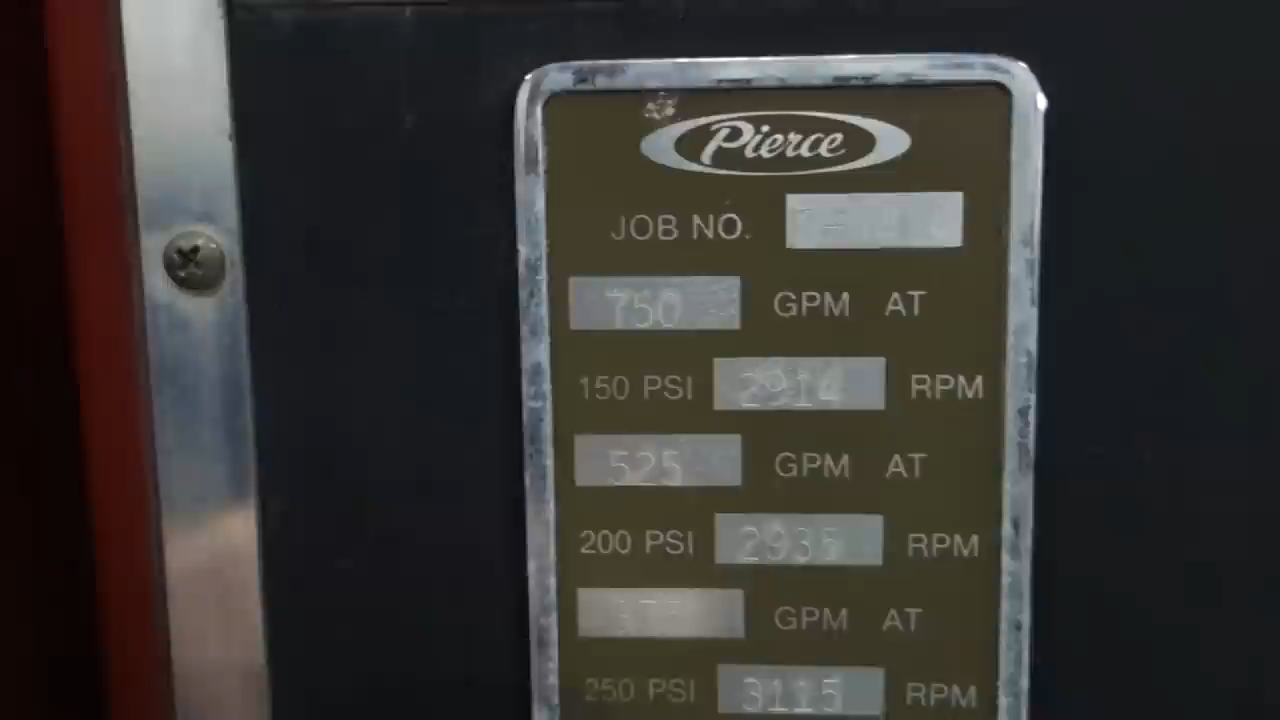 Pierce
JOB NO.
750 GPM AT
150 PSI 2914 RPM
525 GPM AT
200 PSI 2935 RPM
GPM AT
250 PSI 3115 RPM